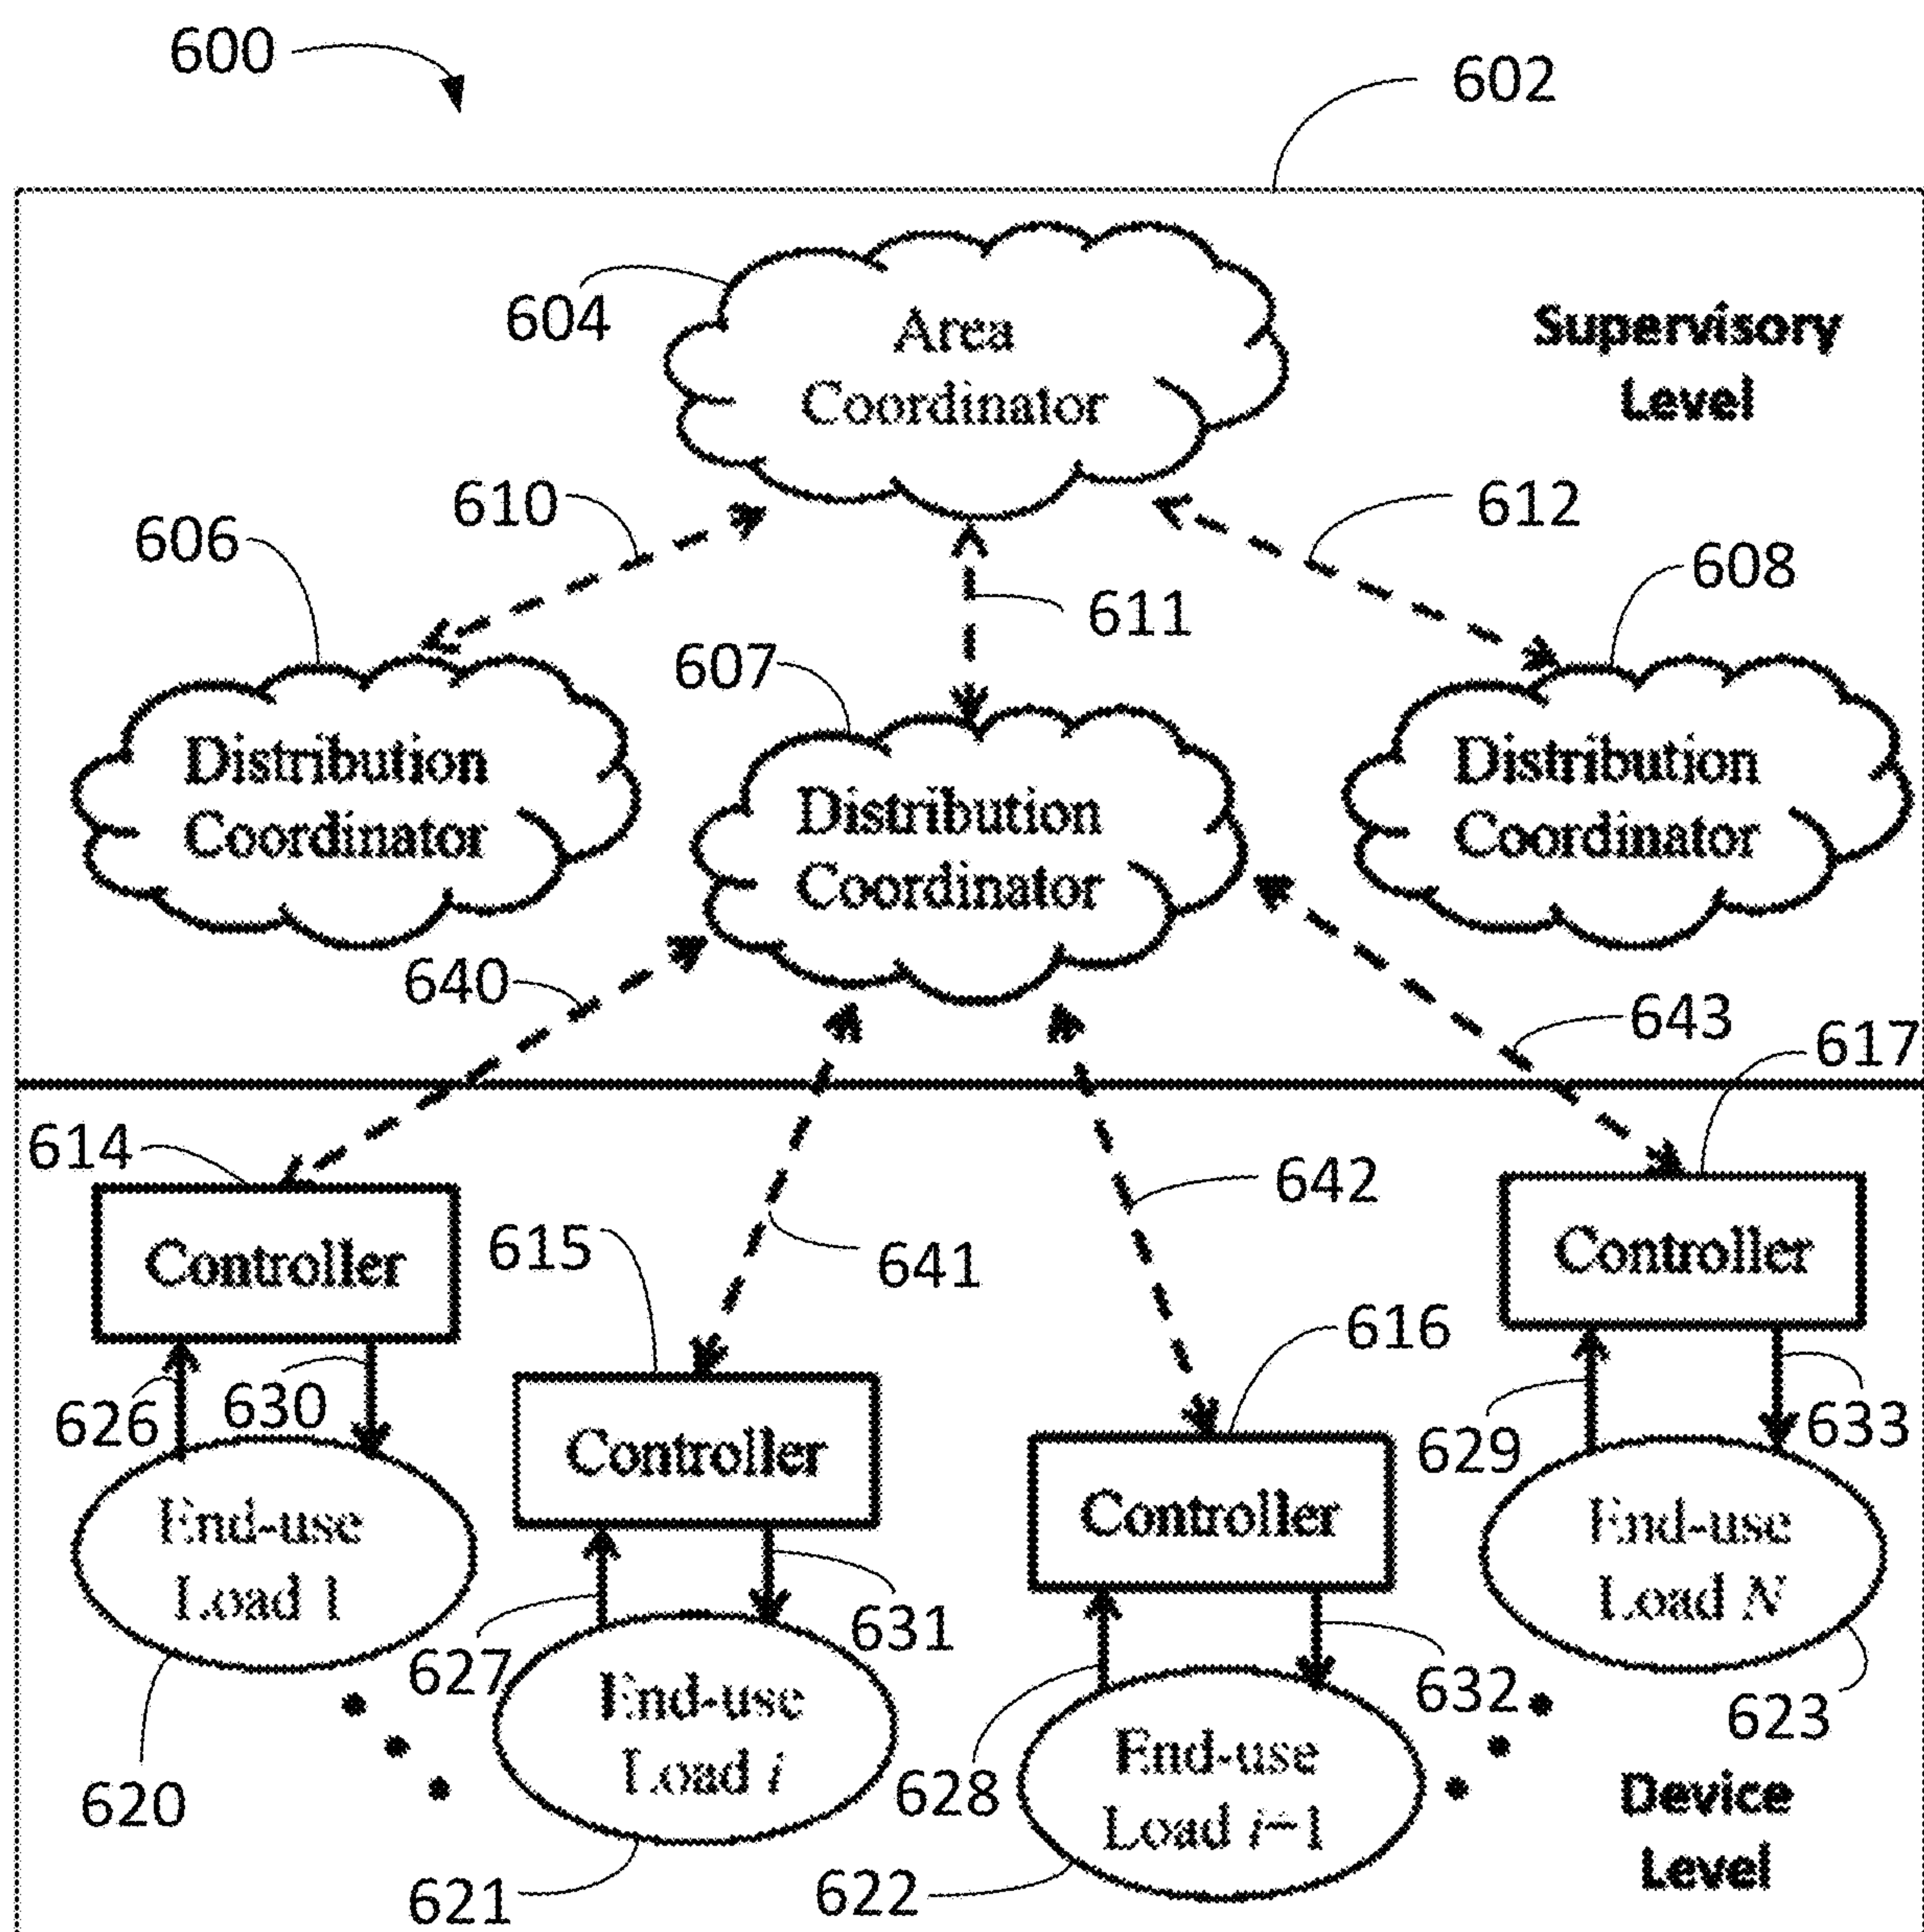 600
602
604
Area
Coordinator
Supervisory
Level
610
612
606
608
611
607
Distribution
Coordinator
Distribution
Coordinator
Distribution
Coordinator
640
643
617
614
642
Controller
615
641
Controller
616
626
630
Controller
629
633
Controller
End-use
Load 1
627
631
End-use
Load N
End-use
Load i
628
632
623
620
End-use
Load i-1
Device
Level
621
622